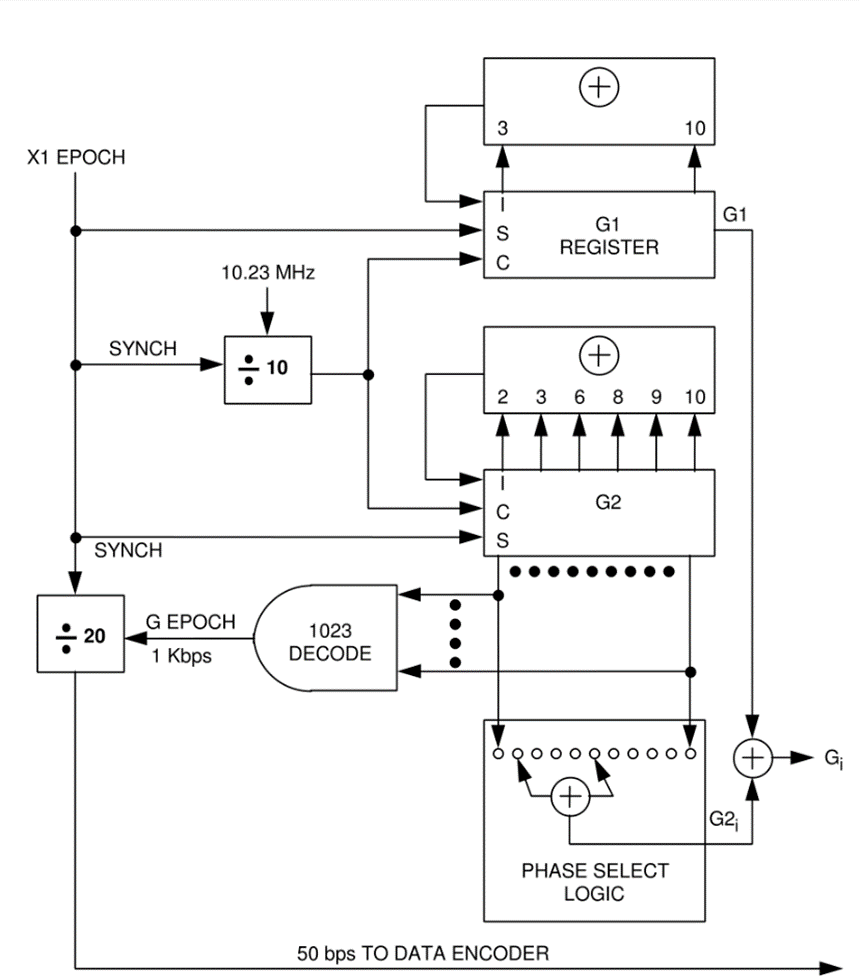 3 10
X1 EPOCH
I
S
C
G1
REGISTER
G1
10.23 MHz
SYNCH
÷ 10
2 3 6 8 9 10
I
C
S
G2
SYNCH
÷ 20
G EPOCH
1 Kbps
1023
DECODE
Gi
G2i
PHASE SELECT
LOGIC
50 bps TO DATA ENCODER